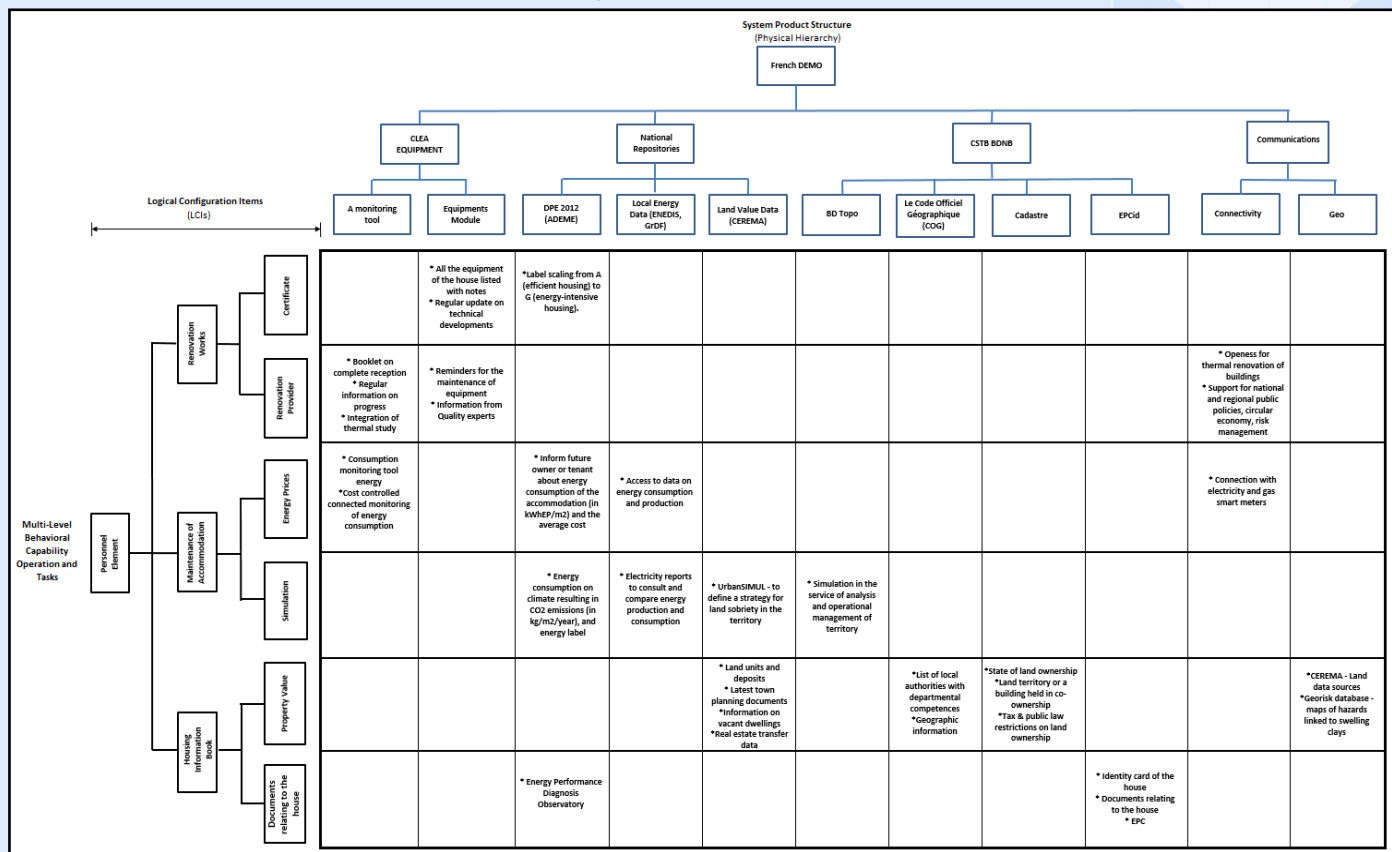 System Product Structure
(Physical Hierarchy)
French DEMO
CLEA
EQUIPMENT
National
Repositories
CSTB BDNB
Communications
Logical Configuration Items
(LCIs)
A monitoring
tool
Equipments
Module
DPE 2012
(ADEME)
Local Energy
Data (ENEDIS,
GrDF)
Land Value Data
(CEREMA)
BD Topo
Le Code Officiel
Géographique
(COG)
Cadastre
EPCid
Connectivity
Geo
Multi-Level
Behavioral
Capability
Operation and
Tasks
Personnel
Element
Renovation
Works
Certificate
* All the equipment
of the house listed
with notes
* Regular update on
technical
developments
*Label scaling from A
(efficient housing) to
G (energy-intensive
housing).
Renovation
Provider
* Booklet on
complete reception
* Regular
information on
progress
* Integration of
thermal study
* Reminders for the
maintenance of
equipment
* Information from
Quality experts
* Openess for
thermal renovation of
buildings
* Support for national
and regional public
policies, circular
economy, risk
management
Maintenance of
Accommodation
Energy Prices
* Consumption
monitoring tool
energy
*Cost controlled
connected monitoring
of energy
consumption
* Inform future
owner or tenant
about energy
consumption of the
accommodation (in
kWhEP/m2) and the
average cost
* Access to data on
energy consumption
and production
* Connection with
electricity and gas
smart meters
Simulation
* Energy
consumption on
climate resulting in
CO2 emissions (in
kg/m2/year), and
energy label
* Electricity reports
to consult and
compare energy
production and
consumption
* UrbanSIMUL - to
define a strategy for
land sobriety in the
territory
* Simulation in the
service of analysis
and operational
management of
territory
Housing
Information
Book
Property Value
* Land units and
deposits
* Latest town
planning documents
*Information on
vacant dwellings
*Real estate transfer
data
*List of local
authorities with
departmental
competences
*Geographic
information
*State of land ownership
*Land territory or a
building held in co-
ownership
*Tax & public law
restrictions on land
ownership
*CEREMA - Land
data sources
*Georisk database -
maps of hazards
linked to swelling
clays
Documents
relating to the
house
* Energy Performance
Diagnosis
Observatory
* Identity card of the
house
* Documents relating
to the house
* EPC